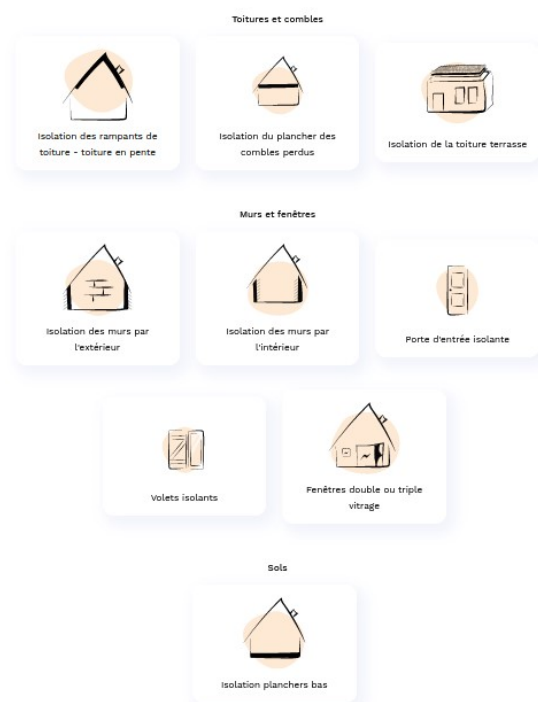 Toitures et combles
Isolation des rampants de
toiture - toiture en pente
Isolation du plancher des
combles perdus
Isolation de la toiture terrasse
Murs et fenêtres
Isolation des murs par
l'extérieur
Isolation des murs par
l'intérieur
Porte d'entrée isolante
Volets isolants
Fenêtres double ou triple
vitrage
Sols
Isolation planchers bas